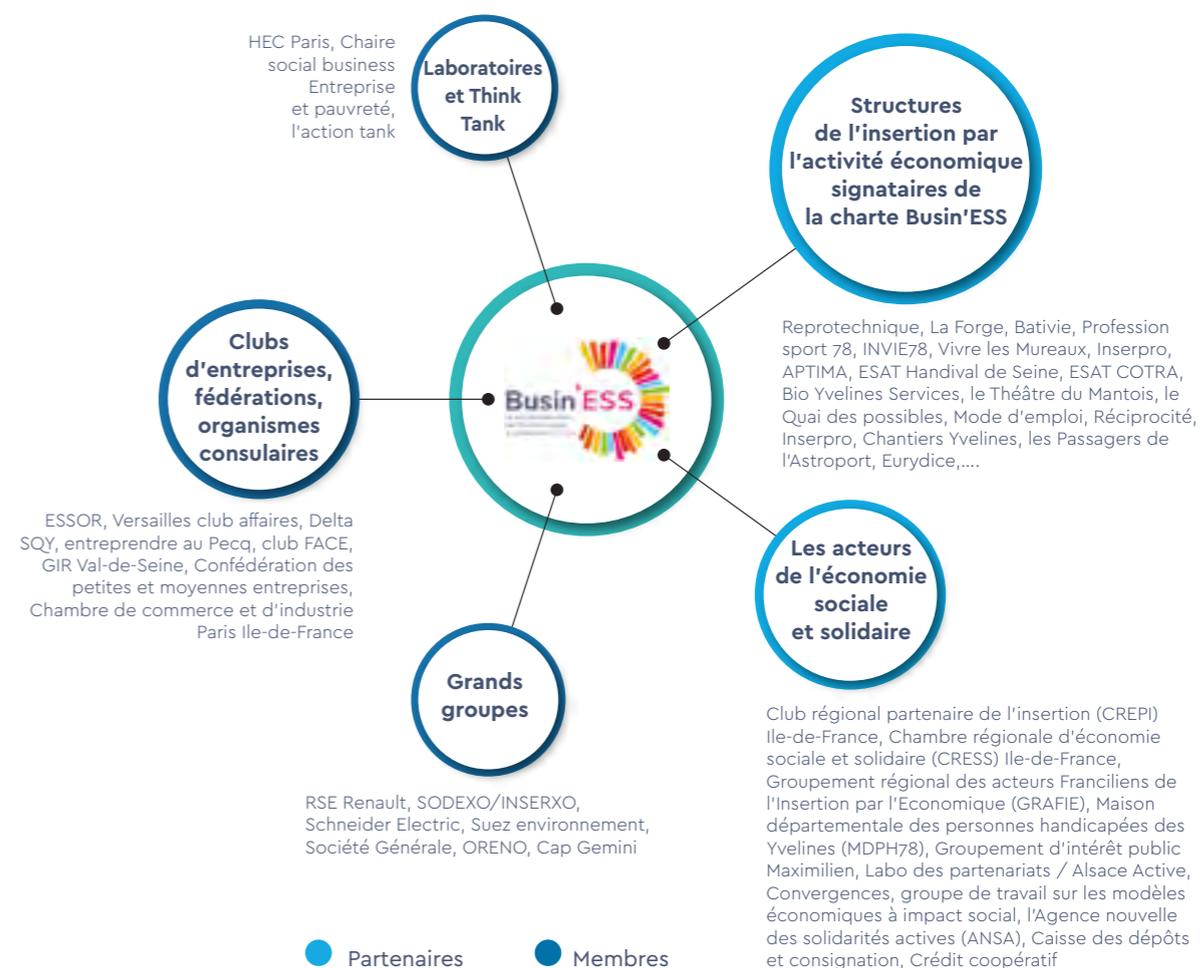 HEC Paris, Chaire
social business
Entreprise
et pauvreté,
l'action tank
Laboratoires
et Think
Tank
Structures
de l'insertion par
l'activité économique
signataires de
la charte Busin'ESS
Reprotechnique, La Forge, Bativie, Profession
sport 78, INVIE78, Vivre les Mureaux, Inserpro,
APTIMA, ESAT Handival de Seine, ESAT COTRA,
Bio Yvelines Services, le Théâtre du Mantois, le
Quai des possibles, Mode d'emploi, Réciprocité,
Inserpro, Chantiers Yvelines, les Passagers de
l'Astroport, Eurydice,....
Clubs
d'entreprises,
fédérations,
organismes
consulaires
ESSOR, Versailles club affaires, Delta
SQY, entreprendre au Pecq, club FACE,
GIR Val-de-Seine, Confédération des
petites et moyennes entreprises,
Chambre de commerce et d'industrie
Paris Ile-de-France
Busin'ESS
Les acteurs
de l'économie
sociale
et solidaire
Club régional partenaire de l'insertion (CREPI)
Ile-de-France, Chambre régionale d'économie
sociale et solidaire (CRESS) Ile-de-France,
Groupement régional des acteurs Franciliens de
l'Insertion par l'Economique (GRAFIE), Maison
départementale des personnes handicapées des
Yvelines (MDPH78), Groupement d'intérêt public
Maximilien, Labo des partenariats / Alsace Active,
Convergences, groupe de travail sur les modèles
économiques à impact social, l'Agence nouvelle
des solidarités actives (ANSA), Caisse des dépôts
et consignation, Crédit coopératif
Grands
groupes
RSE Renault, SODEXO/INSERXO,
Schneider Electric, Suez environnement,
Société Générale, ORENO, Cap Gemini
Partenaires
Membres